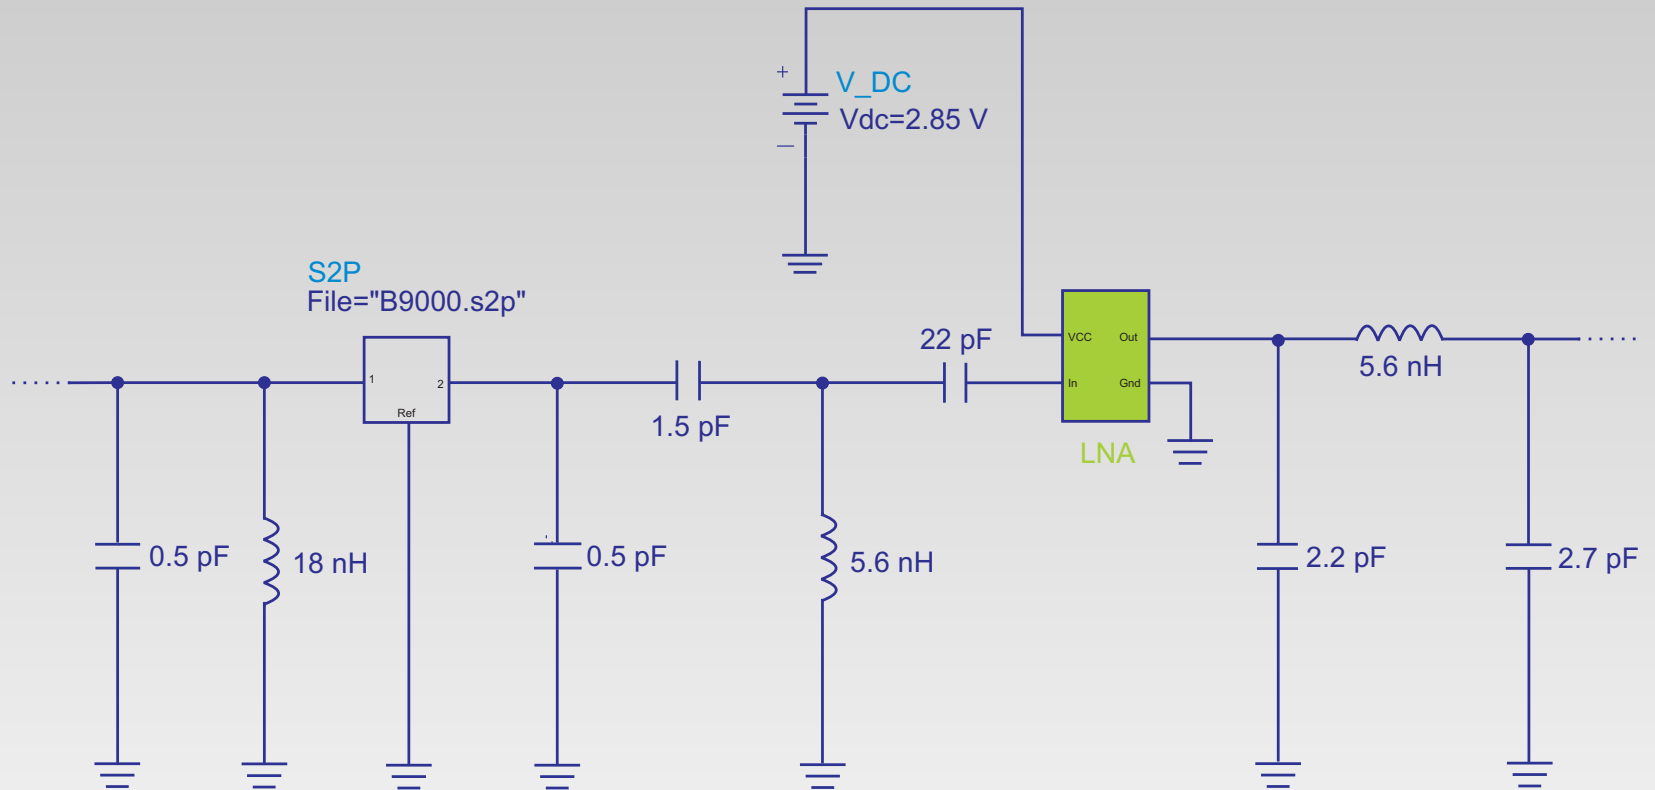 +
V_DC
Vdc=2.85 V
—
S2P
File="B9000.s2p"
1
2
Ref
22 pF
VCC
Out
In
Gnd
LNA
5.6 nH
1.5 pF
0.5 pF
18 nH
0.5 pF
5.6 nH
2.2 pF
2.7 pF